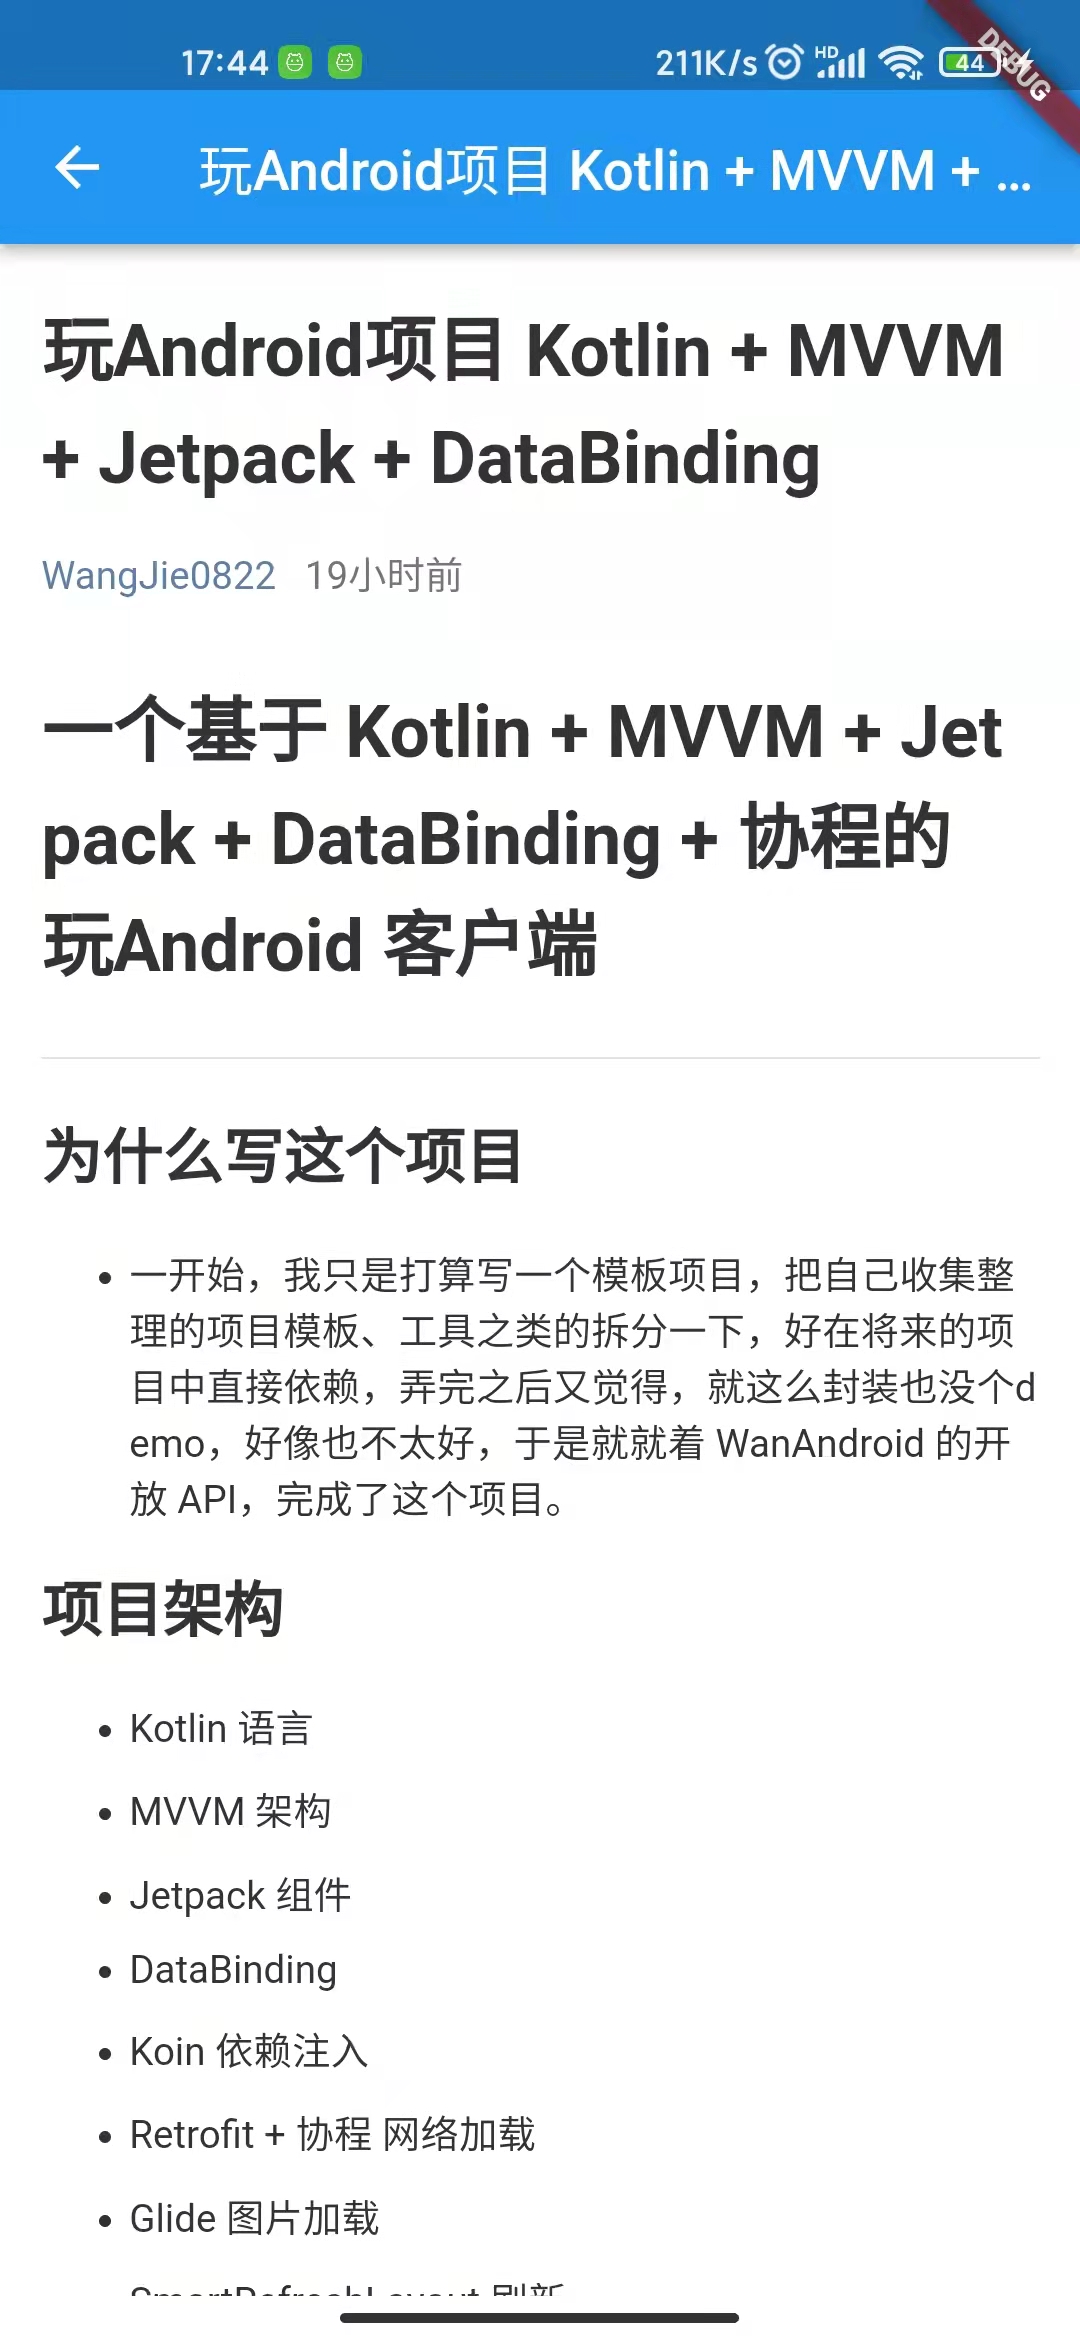 17:44
211K/s
HD
44
DEBUG
玩Android项目 Kotlin + MVVM + ...
玩Android项目 Kotlin + MVVM
+ Jetpack + DataBinding
WangJie0822 19小时前
一个基于 Kotlin + MVVM + Jet
pack + DataBinding + 协程的
玩Android 客户端
为什么写这个项目
• 一开始，我只是打算写一个模板项目，把自己收集整
理的项目模板、工具之类的拆分一下，好在将来的项
目中直接依赖，弄完之后又觉得，就这么封装也没个d
emo，好像也不太好，于是就就着 WanAndroid 的开
放 API，完成了这个项目。
项目架构
• Kotlin 语言
• MVVM 架构
• Jetpack 组件
• DataBinding
• Koin 依赖注入
• Retrofit + 协程 网络加载
• Glide 图片加载
SmartRefreshLayout 刷新